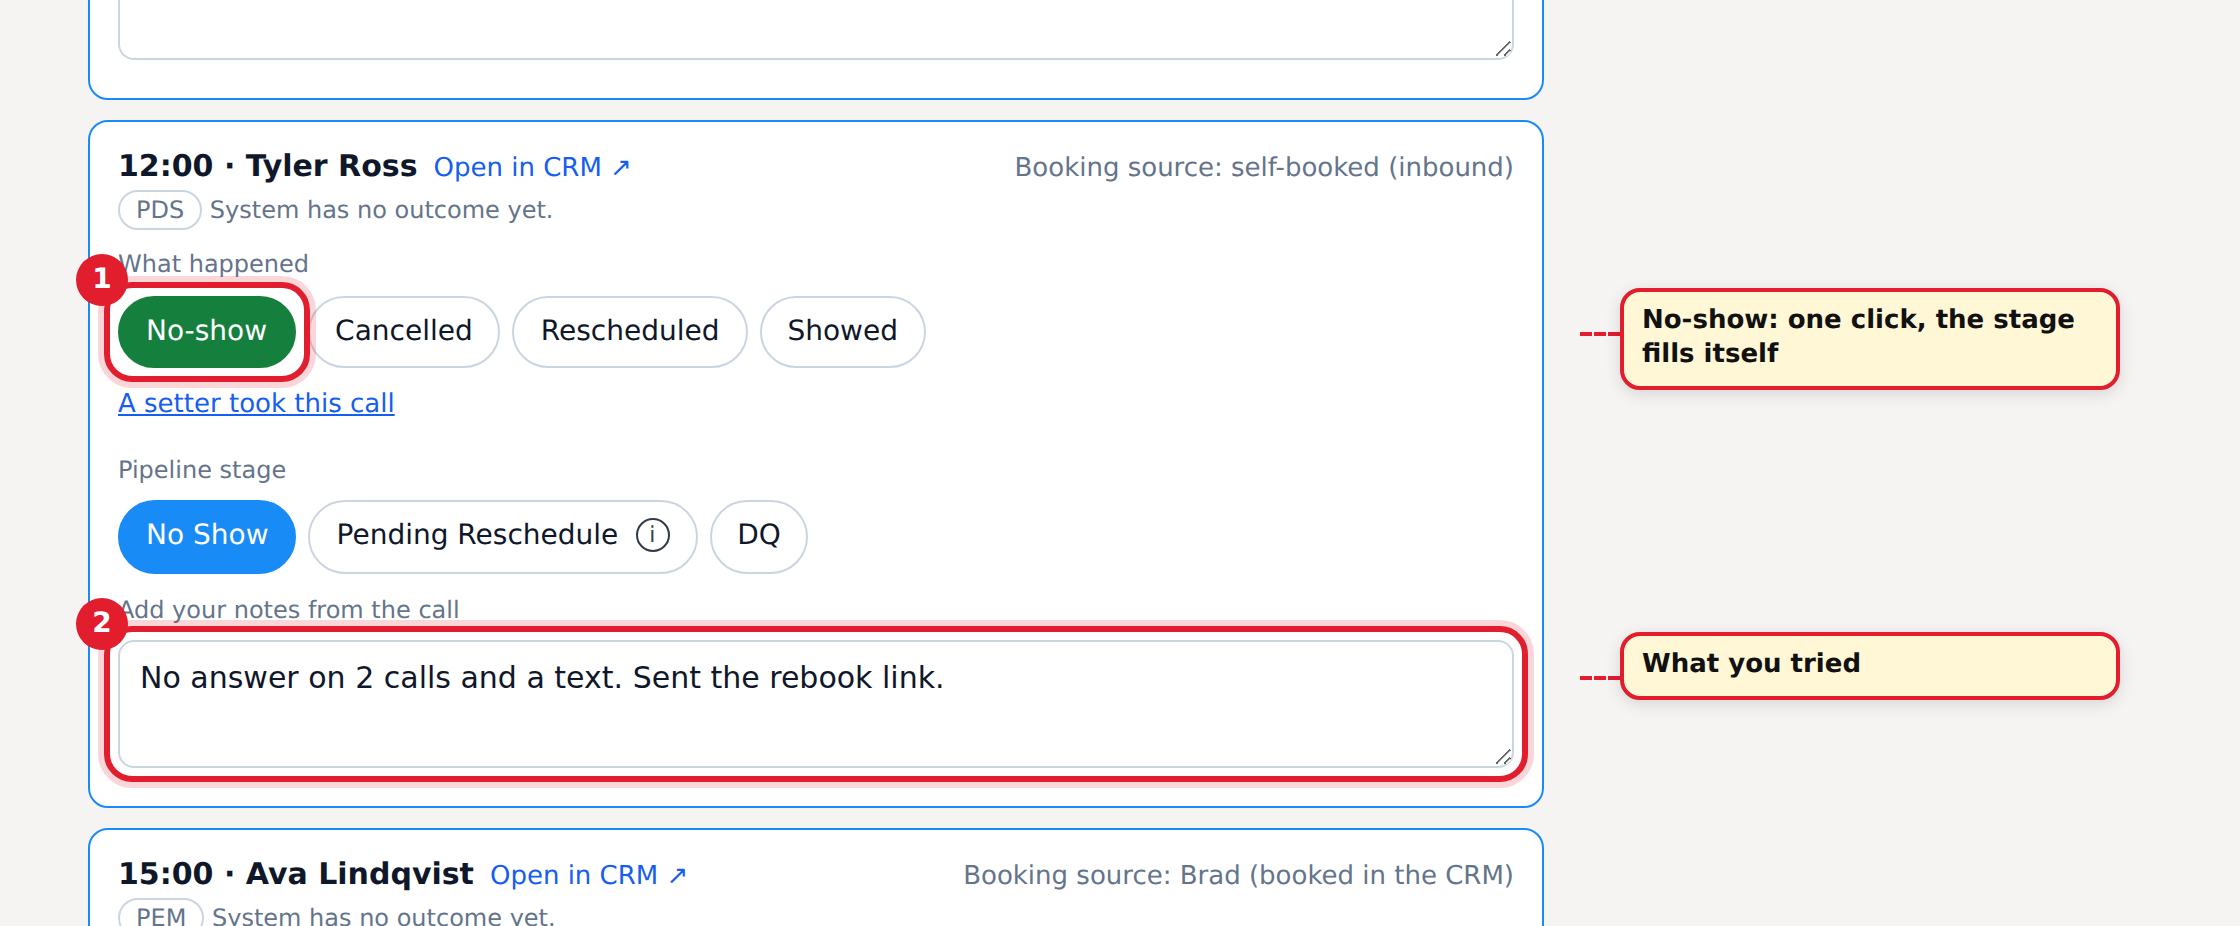 12:00 · Tyler Ross Open in CRM ↗ Booking source: self-booked (inbound)
PDS System has no outcome yet.
What happened
1
No-show Cancelled Rescheduled Showed
No-show: one click, the stage
fills itself
A setter took this call
Pipeline stage
No Show Pending Reschedule i DQ
Add your notes from the call
2
No answer on 2 calls and a text. Sent the rebook link.
What you tried
15:00 · Ava Lindqvist Open in CRM ↗ Booking source: Brad (booked in the CRM)
PEM System has no outcome yet.